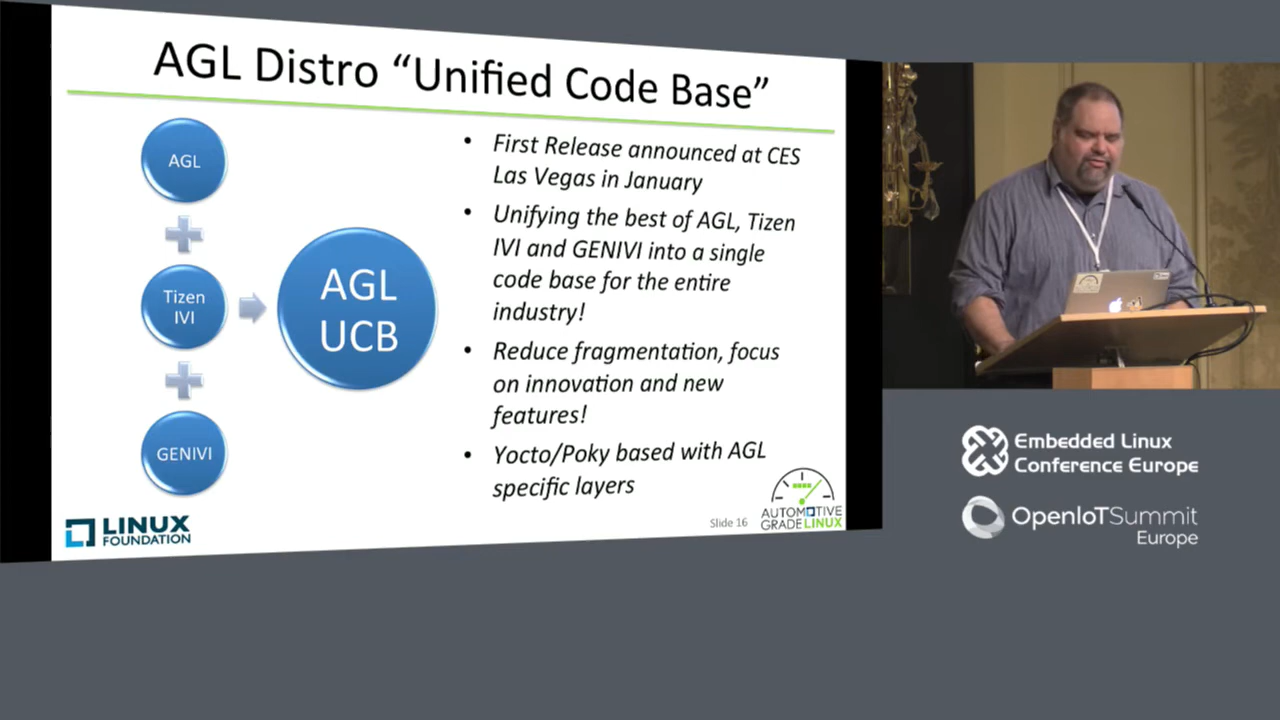 AGL Distro “Unified Code Base”
AGL
Tizen
IVI
GENIVI
AGL
UCB
• First Release announced at CES
Las Vegas in January
• Unifying the best of AGL, Tizen
IVI and GENIVI into a single
code base for the entire
industry!
• Reduce fragmentation, focus
on innovation and new
features!
• Yocto/Poky based with AGL
specific layers
LINUX
FOUNDATION
Slide 16
AUTOMOTIVE
GRADELINUX
Embedded Linux
Conference Europe
OpenIoTSummit
Europe